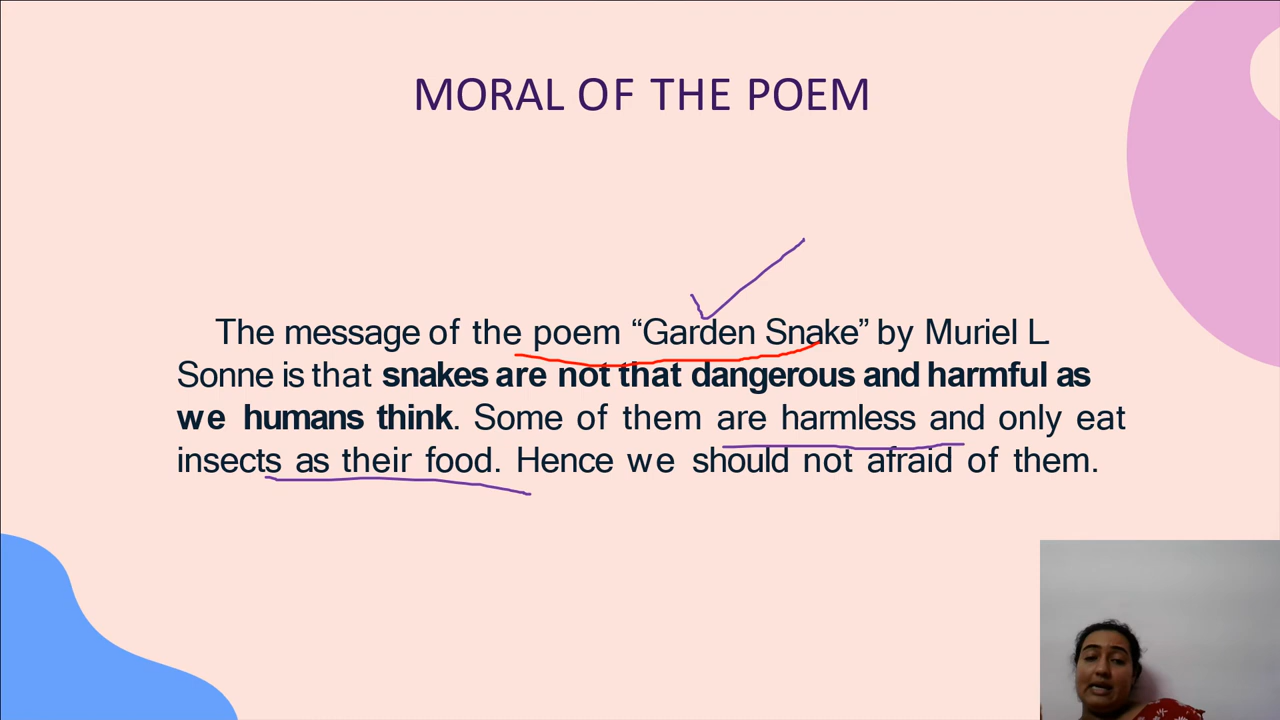 MORAL OF THE POEM
The message of the poem “Garden Snake” by Muriel L.
Sonne is that snakes are not that dangerous and harmful as
we humans think. Some of them are harmless and only eat
insects as their food. Hence we should not afraid of them.